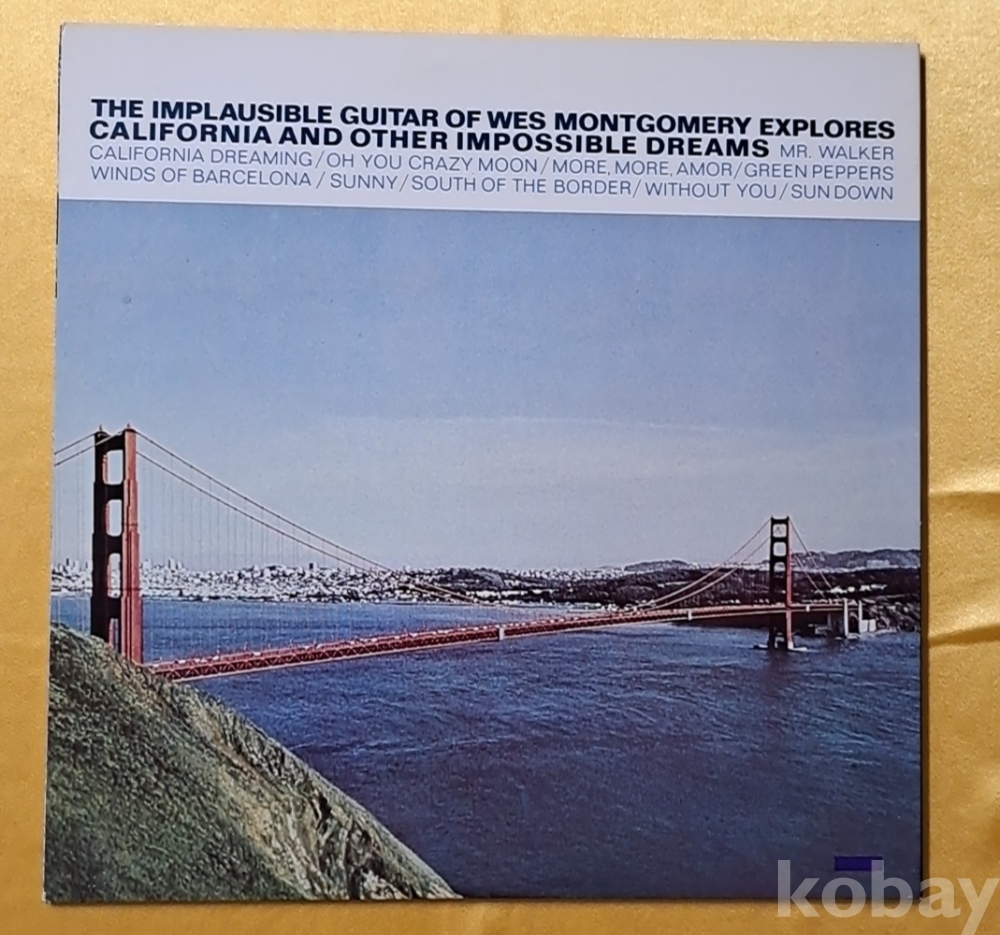 THE IMPLAUSIBLE GUITAR OF WES MONTGOMERY EXPLORES
CALIFORNIA AND OTHER IMPOSSIBLE DREAMS MR. WALKER
CALIFORNIA DREAMING/OH YOU CRAZY MOON/MORE, MORE, AMOR/GREEN PEPPERS
WINDS OF BARCELONA/SUNNY/SOUTH OF THE BORDER/WITHOUT YOU/SUN DOWN
kobay